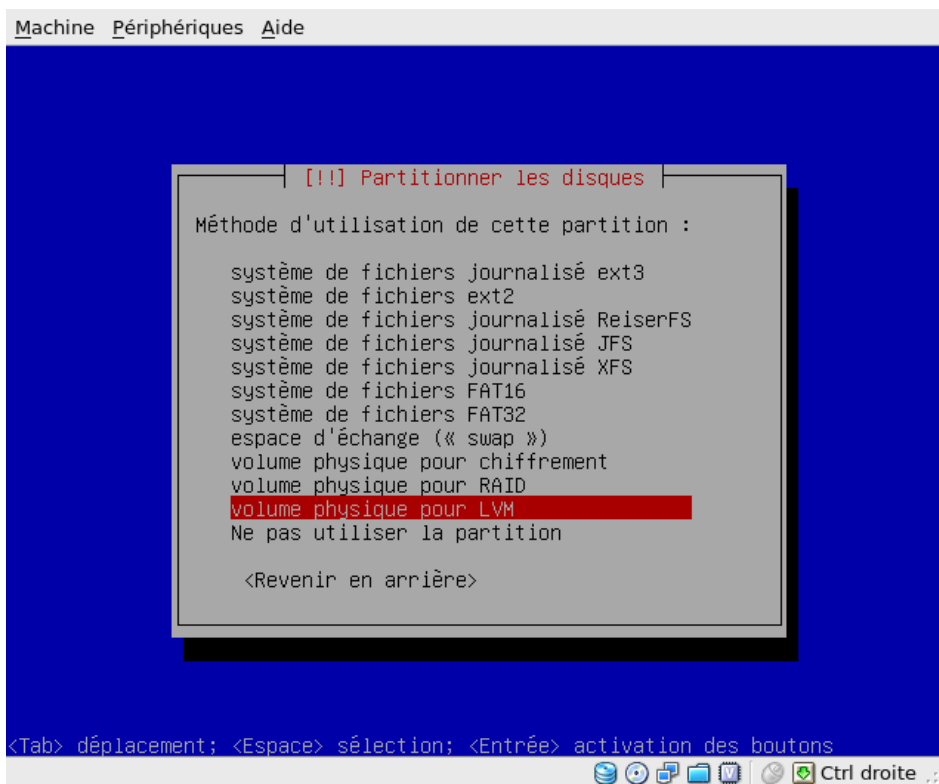 Machine Périphériques Aide
[!!] Partitionner les disques
Méthode d'utilisation de cette partition :
système de fichiers journalisé ext3
système de fichiers ext2
système de fichiers journalisé ReiserFS
système de fichiers journalisé JFS
système de fichiers journalisé XFS
système de fichiers FAT16
système de fichiers FAT32
espace d'échange (« swap »)
volume physique pour chiffrement
volume physique pour RAID
volume physique pour LVM
Ne pas utiliser la partition
<Revenir en arrière>
<Tab> déplacement; <Espace> sélection; <Entrée> activation des boutons
Ctrl droite